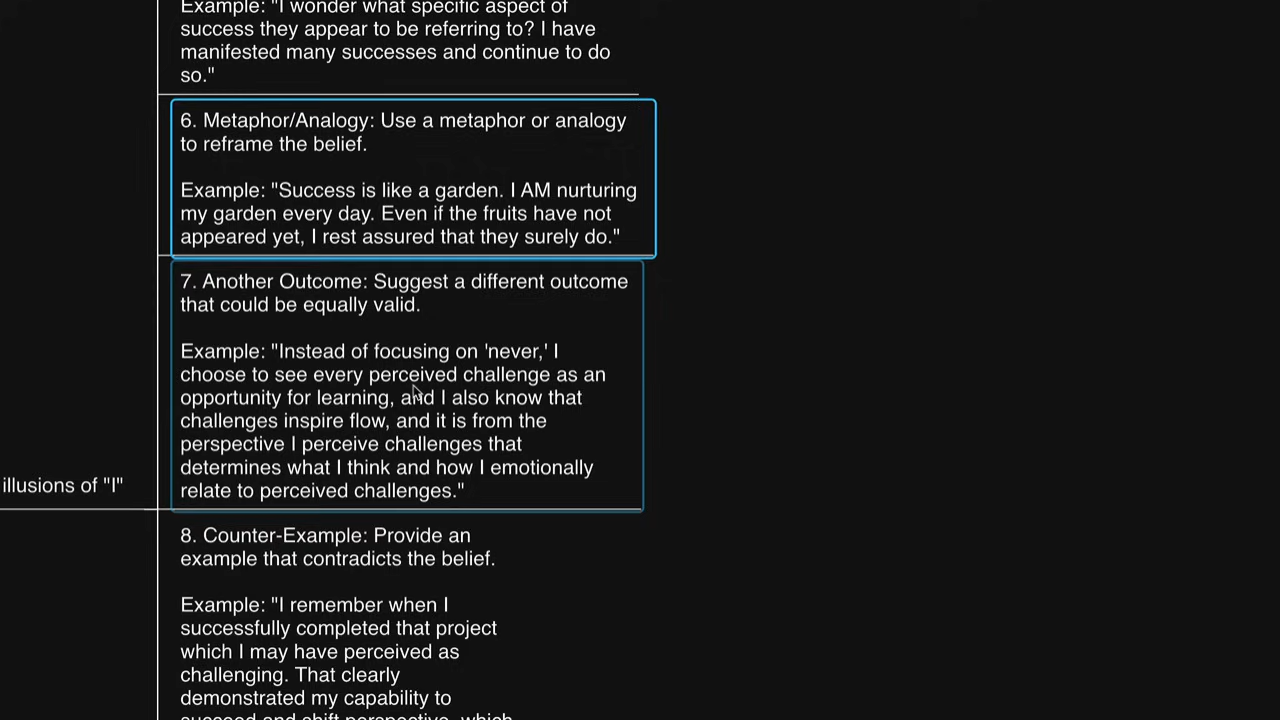 Example: "I wonder what specific aspect of
success they appear to be referring to? I have
manifested many successes and continue to do
so."
6. Metaphor/Analogy: Use a metaphor or analogy
to reframe the belief.
Example: "Success is like a garden. I AM nurturing
my garden every day. Even if the fruits have not
appeared yet, I rest assured that they surely do."
7. Another Outcome: Suggest a different outcome
that could be equally valid.
Example: "Instead of focusing on 'never,' I
choose to see every perceived challenge as an
opportunity for learning, and I also know that
challenges inspire flow, and it is from the
perspective I perceive challenges that
determines what I think and how I emotionally
relate to perceived challenges."
illusions of "I"
8. Counter-Example: Provide an
example that contradicts the belief.
Example: "I remember when I
successfully completed that project
which I may have perceived as
challenging. That clearly
demonstrated my capability to
succeed and shift perspective, which